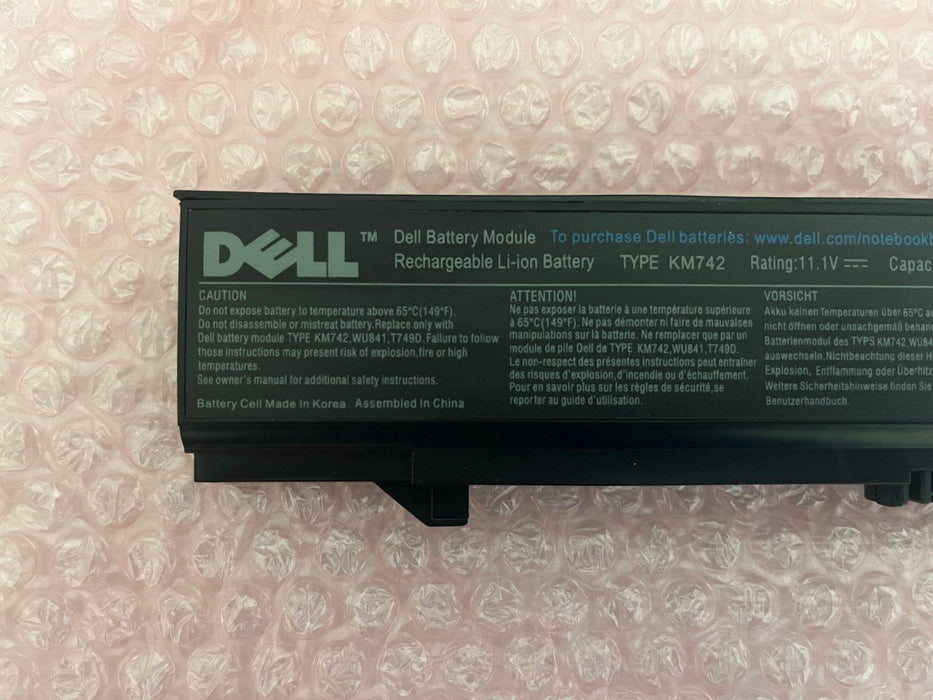 DELL™
Dell Battery Module To purchase Dell batteries: www.dell.com/notebookb
Rechargeable Li-ion Battery TYPE KM742 Rating:11.1V Capac
CAUTION
Do not expose battery to temperature above 65°C(149°F).
Do not disassemble or mistreat battery.Replace only with
Dell battery module TYPE KM742,WU841,T749D. Failure to follow
those instructions may present risk of explosion,fire or high
temperatures.
See owner's manual for additional safety instructions.
Battery Cell Made In Korea Assembled In China
ATTENTION!
Ne pas exposer la batterie à une température supérieure
à 65°C(149°F). Ne pas démonter ni faire de mauvaises
manipulations sur là batterie. Ne remplacer que par un
module de pile Dell de TYPE KM742,WU841,T749D.
Le non-respect des présentes instructions peut entraîner
des risques d'explosion,d'incendie ou d'échauffement.
Pour en savoir plus sur les règles de sécurité,se
reporter au guide d'utilisation.
VORSICHT
Akku keinen Temperaturen über 65°C au
nicht öffnen oder unsachgemäß behand
Batterienmodul des TYPS KM742,WU84
auswechseln.Nichtbeachtung dieser H
Explosion, Entflammung oder Überhitz
Weitere Sicherheitshinweise finden Sie
Benutzerhandbuch.